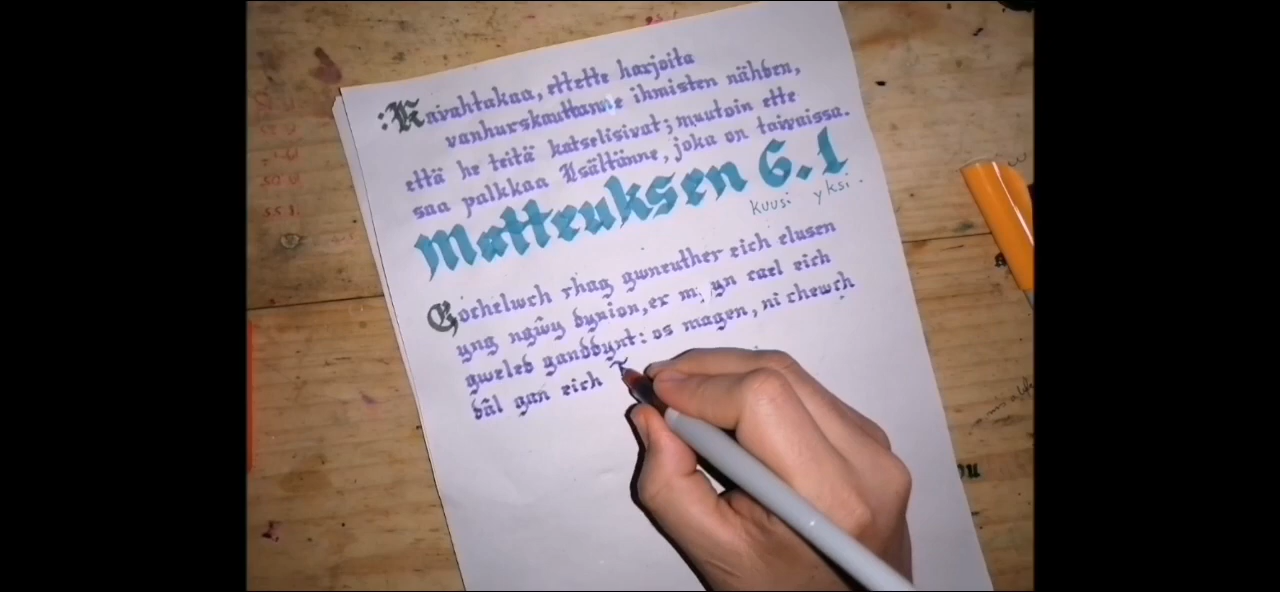 :Kavahtakaa, ettette harjoita
vanhurskauttanne ihmisten nähden,
että he teitä katselisivat; muutoin ette
saa palkkaa Isältänne, joka on taivaissa.
Matteuksen 6.1
kuusi yksi.
Gochelwch rhag gwneuther eich elusen
yng ngŵydd dynion, er mwyn cael eich
gweled ganddynt: os magen, ni chewch
dâl gan eich T